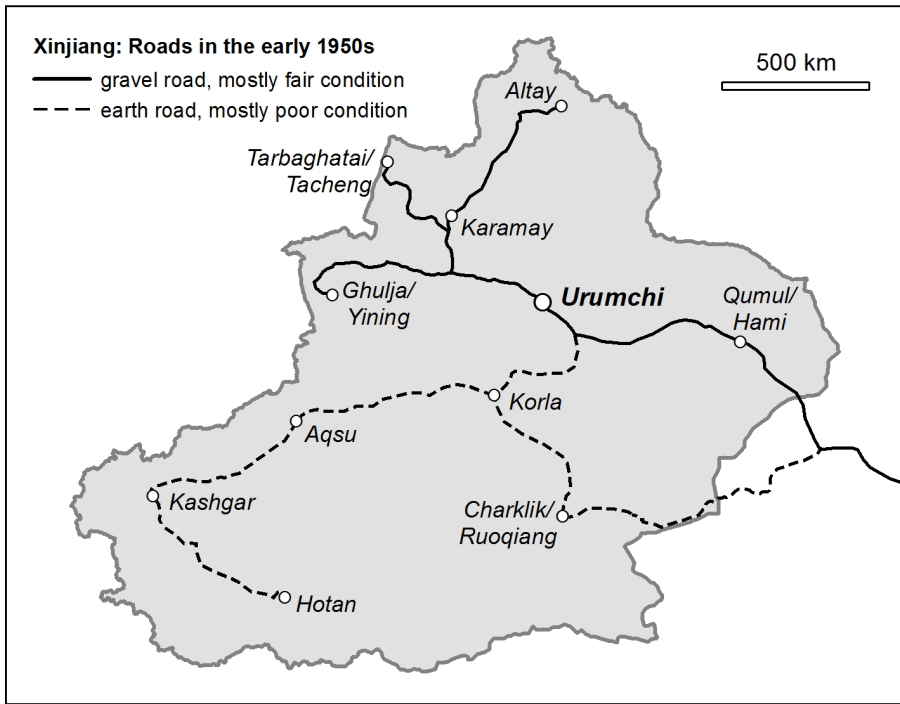 Xinjiang: Roads in the early 1950s
gravel road, mostly fair condition
earth road, mostly poor condition
500 km
Altay
Tarbaghatai/
Tacheng
Karamay
Ghulja/
Yining
Urumchi
Qumul/
Hami
Korla
Aqsu
Kashgar
Charklik/
Ruoqiang
Hotan